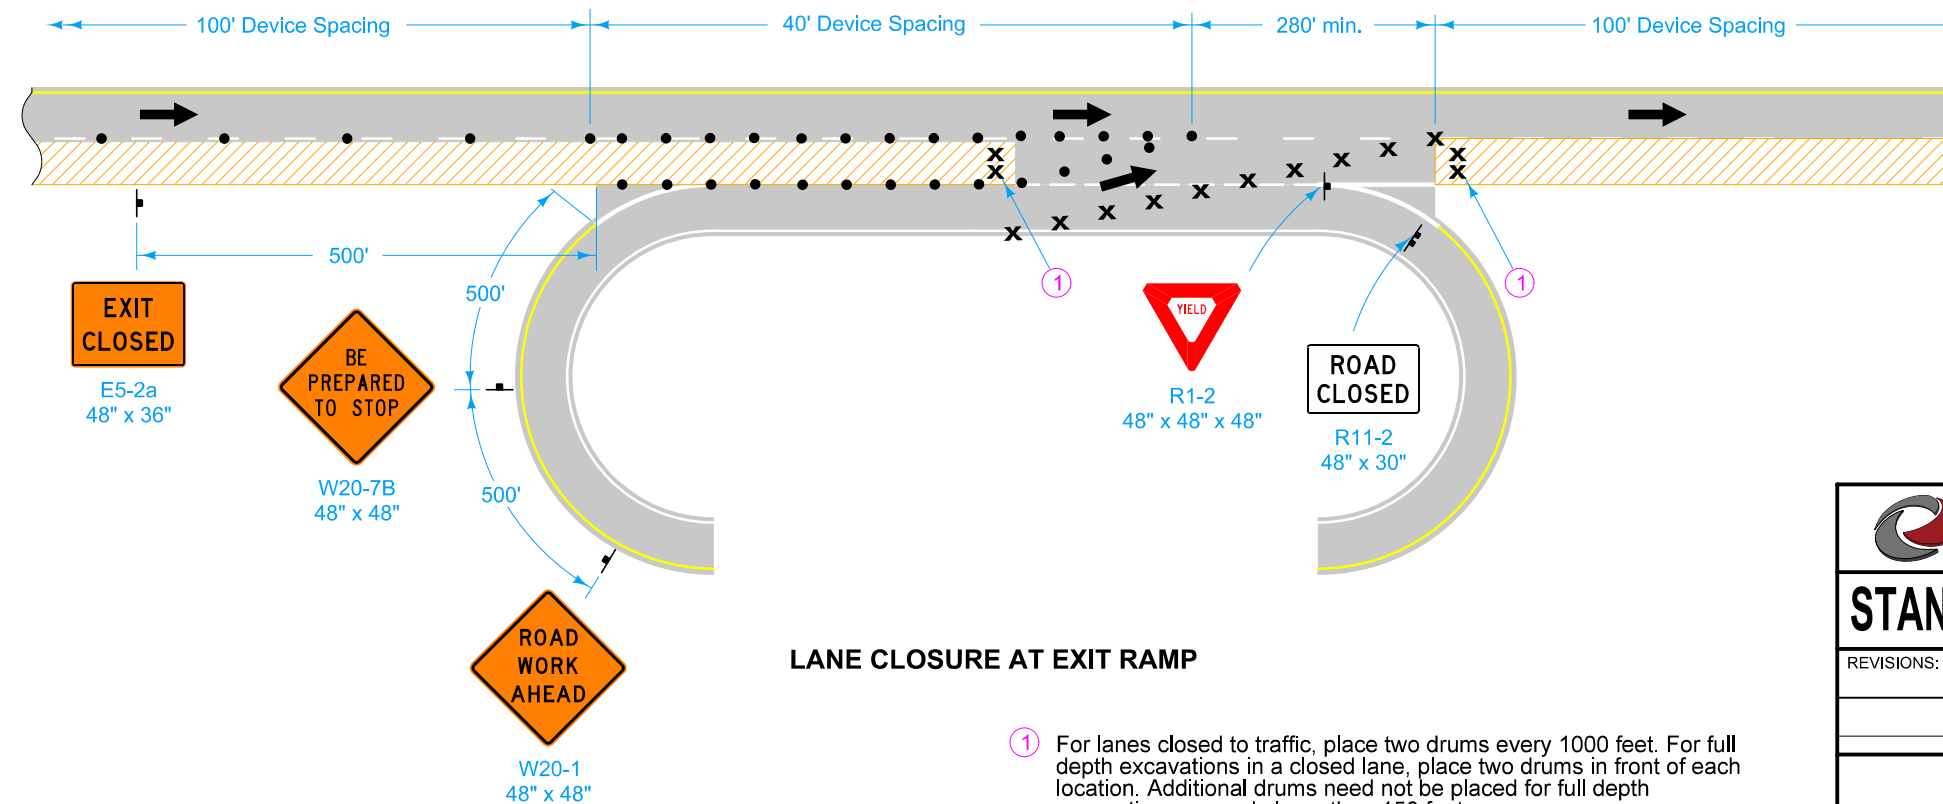 100' Device Spacing
40' Device Spacing
280' min.
100' Device Spacing
500'
500'
500'
1
1
EXIT
CLOSED
E5-2a
48" x 36"
BE
PREPARED
TO STOP
W20-7B
48" x 48"
YIELD
R1-2
48" x 48" x 48"
ROAD
CLOSED
R11-2
48" x 30"
ROAD
WORK
AHEAD
W20-1
48" x 48"
LANE CLOSURE AT EXIT RAMP
1 For lanes closed to traffic, place two drums every 1000 feet. For full
depth excavations in a closed lane, place two drums in front of each
location. Additional drums need not be placed for full depth
STAN
REVISIONS: